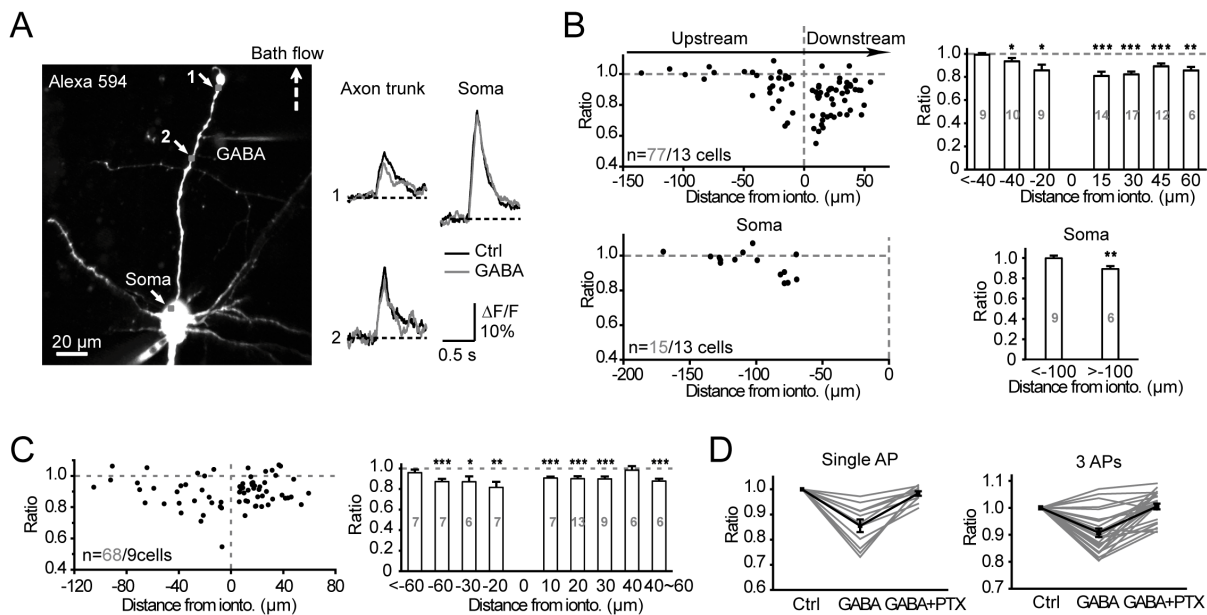 A
Alexa 594
Bath flow
1
2
GABA
Soma
20 µm
Axon trunk
Soma
1
2
Ctrl
GABA
ΔF/F
10%
0.5 s
B
Upstream
Downstream
Ratio
1.0
0.8
0.6
0.4
n=77/13 cells
-150 -100 -50 0 50
Distance from ionto. (µm)
* * *** *** *** **
Ratio
1.0
0.8
0.6
0.4
0.2
0
9 10 9 14 17 12 6
<-40 -40 -20 0 15 30 45 60
Distance from ionto. (µm)
Soma
Ratio
1.0
0.8
0.6
0.4
n=15/13 cells
-200 -150 -100 -50 0
Distance from ionto. (µm)
Soma
**
Ratio
1.0
0.8
0.6
0.4
0.2
0
9 6
<-100 >-100
Distance from ionto. (µm)
C
Ratio
1.0
0.8
0.6
0.4
n=68/9cells
-120 -80 -40 0 40 80
Distance from ionto. (µm)
*** * ** *** *** *** ***
Ratio
1.0
0.8
0.6
0.4
0.2
0
7 7 6 7 7 13 9 6 6
<-60 -60 -30 -20 0 10 20 30 40 40~60
Distance from ionto. (µm)
D
Single AP
Ratio
1.0
0.9
0.8
0.7
0.6
Ctrl GABA GABA+PTX
3 APs
Ratio
1.1
1.0
0.9
0.8
0.7
Ctrl GABA GABA+PTX